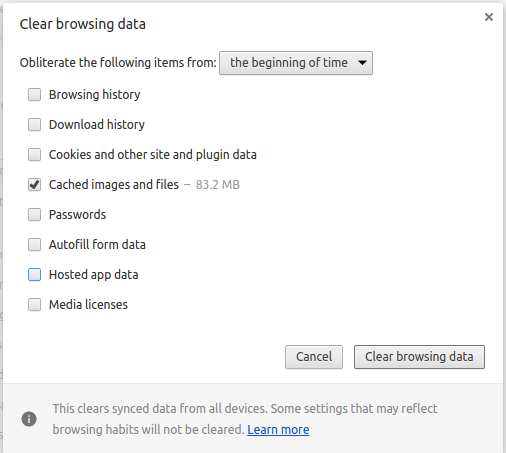 Clear browsing data
Obliterate the following items from: the beginning of time
Browsing history
Download history
Cookies and other site and plugin data
Cached images and files – 83.2 MB
Passwords
Autofill form data
Hosted app data
Media licenses
Cancel Clear browsing data
This clears synced data from all devices. Some settings that may reflect
browsing habits will not be cleared. Learn more